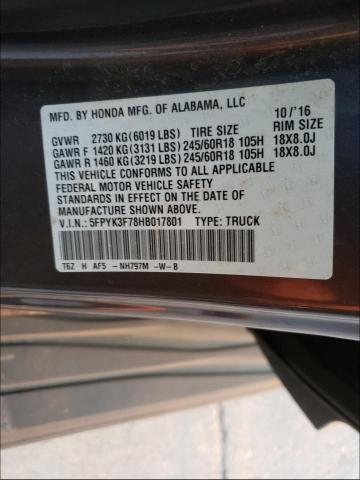 MFD. BY HONDA MFG. OF ALABAMA, LLC 10/'16
GVWR 2730 KG (6019 LBS) TIRE SIZE RIM SIZE
GAWR F 1420 KG (3131 LBS) 245/60R18 105H 18X8.0J
GAWR R 1460 KG (3219 LBS) 245/60R18 105H 18X8.0J
THIS VEHICLE CONFORMS TO ALL APPLICABLE
FEDERAL MOTOR VEHICLE SAFETY
STANDARDS IN EFFECT ON THE DATE OF
MANUFACTURE SHOWN ABOVE.
V.I.N.: 5FPYK3F78HB017801 TYPE: TRUCK
T6Z H AF5 -NH797M -W-B